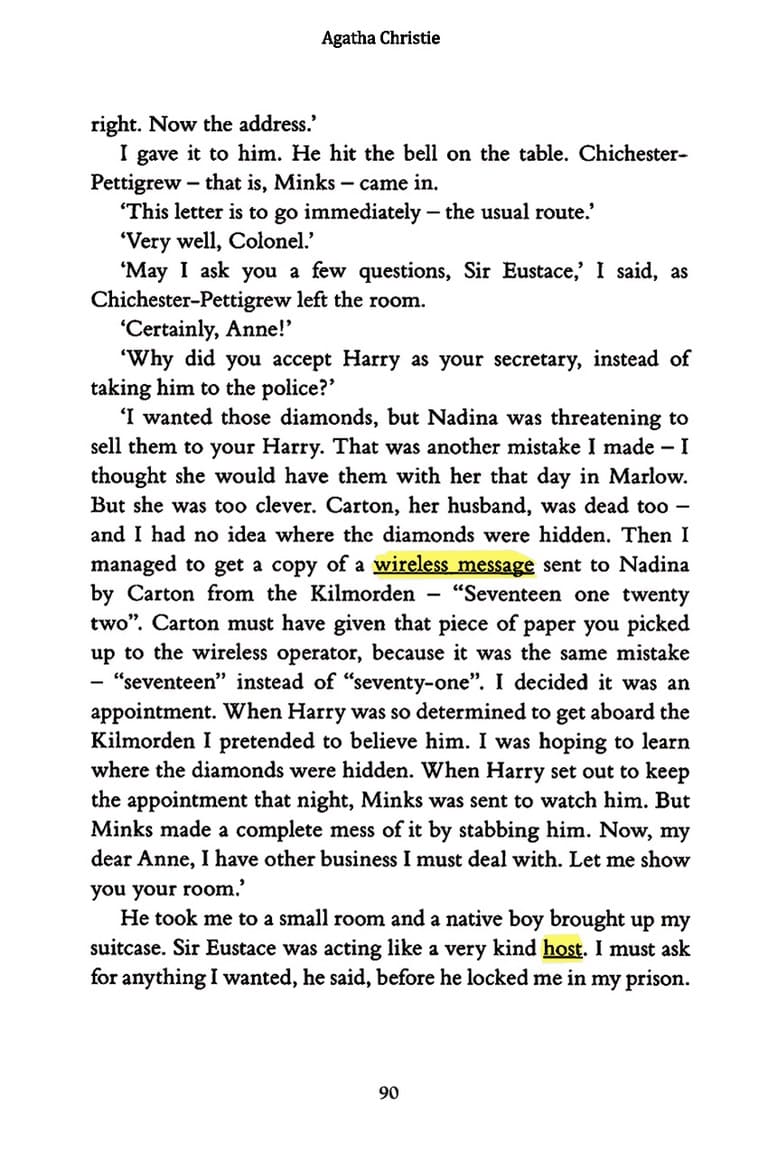 Agatha Christie
right. Now the address.’
I gave it to him. He hit the bell on the table. Chichester-
Pettigrew – that is, Minks – came in.
‘This letter is to go immediately – the usual route.’
‘Very well, Colonel.’
‘May I ask you a few questions, Sir Eustace,’ I said, as
Chichester-Pettigrew left the room.
‘Certainly, Anne!’
‘Why did you accept Harry as your secretary, instead of
taking him to the police?’
‘I wanted those diamonds, but Nadina was threatening to
sell them to your Harry. That was another mistake I made – I
thought she would have them with her that day in Marlow.
But she was too clever. Carton, her husband, was dead too –
and I had no idea where the diamonds were hidden. Then I
managed to get a copy of a wireless message sent to Nadina
by Carton from the Kilmorden – “Seventeen one twenty
two”. Carton must have given that piece of paper you picked
up to the wireless operator, because it was the same mistake
– “seventeen” instead of “seventy-one”. I decided it was an
appointment. When Harry was so determined to get aboard the
Kilmorden I pretended to believe him. I was hoping to learn
where the diamonds were hidden. When Harry set out to keep
the appointment that night, Minks was sent to watch him. But
Minks made a complete mess of it by stabbing him. Now, my
dear Anne, I have other business I must deal with. Let me show
you your room.’
He took me to a small room and a native boy brought up my
suitcase. Sir Eustace was acting like a very kind host. I must ask
for anything I wanted, he said, before he locked me in my prison.
90